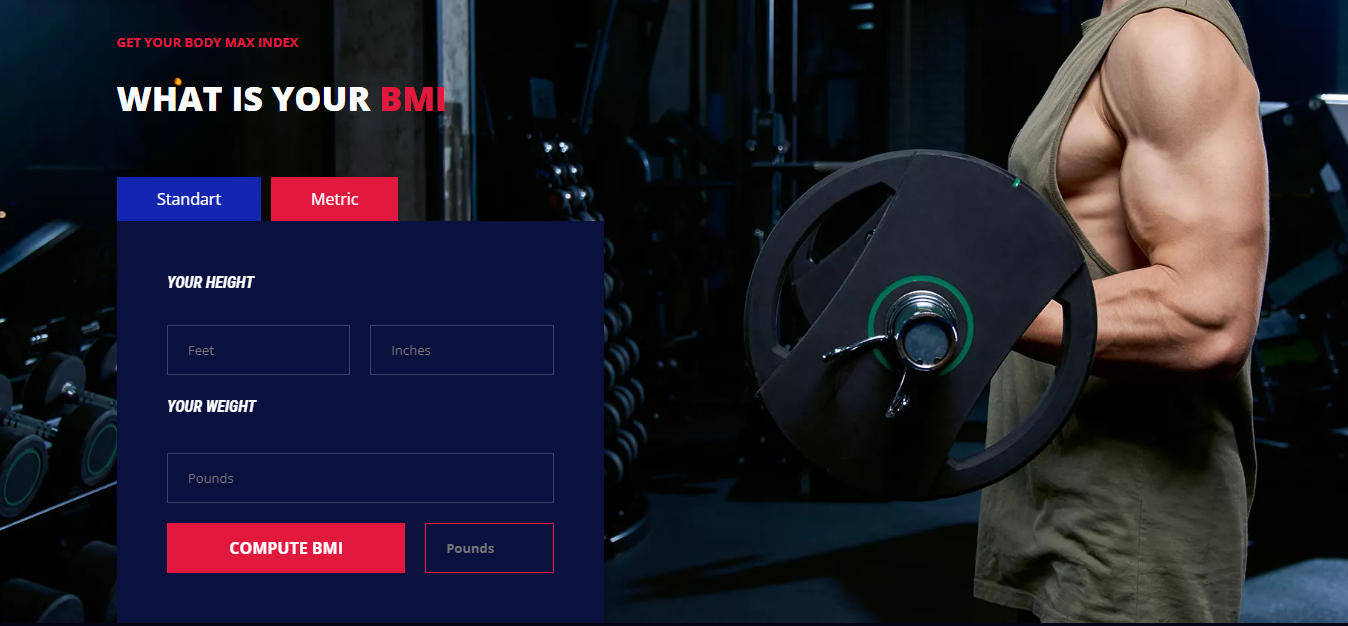 GET YOUR BODY MAX INDEX
WHAT IS YOUR BMI
Standart Metric
YOUR HEIGHT
Feet Inches
YOUR WEIGHT
Pounds
COMPUTE BMI Pounds